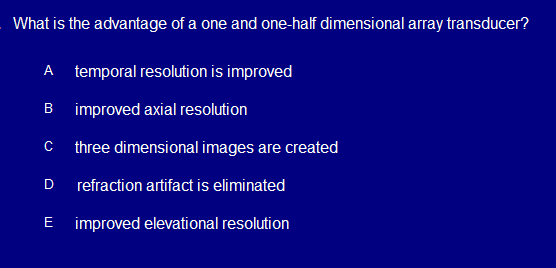 . What is the advantage of a one and one-half dimensional array transducer?
A temporal resolution is improved
B improved axial resolution
C three dimensional images are created
D refraction artifact is eliminated
E improved elevational resolution